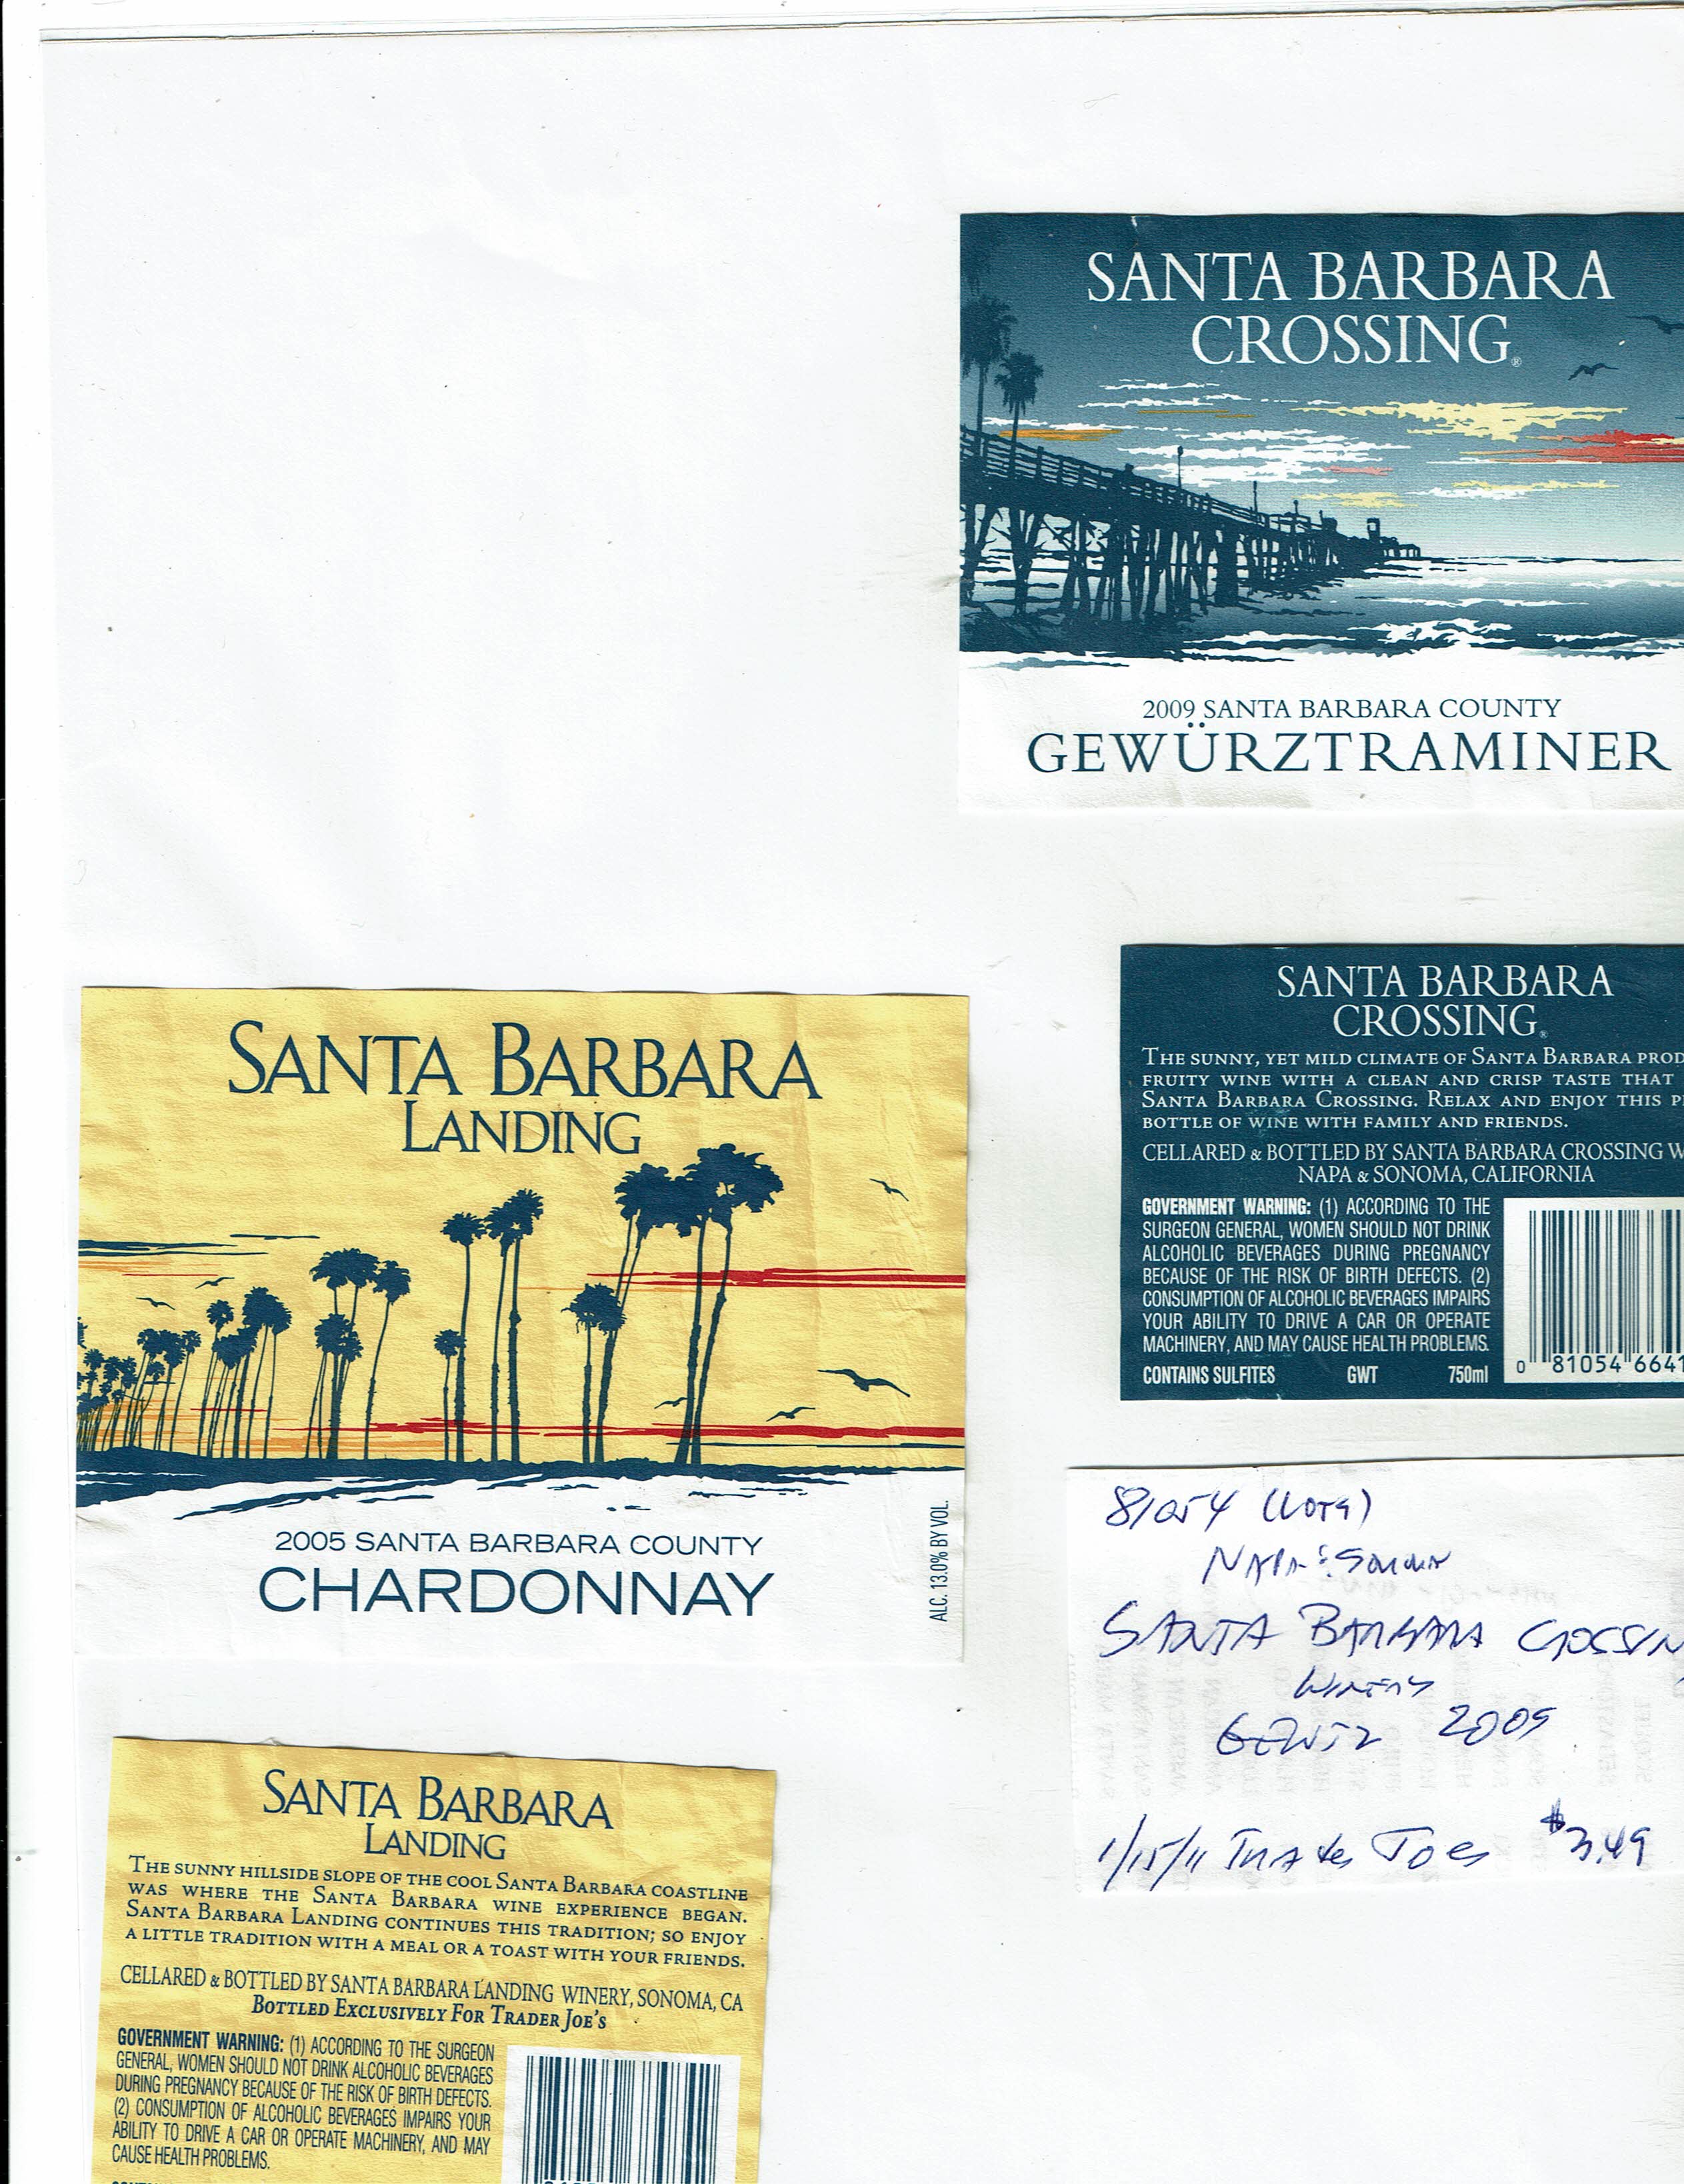 SANTA BARBARA
CROSSING®
2009 SANTA BARBARA COUNTY
GEWÜRZTRAMINER
SANTA BARBARA
CROSSING®
THE SUNNY, YET MILD CLIMATE OF SANTA BARBARA PROD
FRUITY WINE WITH A CLEAN AND CRISP TASTE THAT
SANTA BARBARA CROSSING. RELAX AND ENJOY THIS P
BOTTLE OF WINE WITH FAMILY AND FRIENDS.
CELLARED & BOTTLED BY SANTA BARBARA CROSSING W
NAPA & SONOMA, CALIFORNIA
GOVERNMENT WARNING: (1) ACCORDING TO THE
SURGEON GENERAL, WOMEN SHOULD NOT DRINK
ALCOHOLIC BEVERAGES DURING PREGNANCY
BECAUSE OF THE RISK OF BIRTH DEFECTS. (2)
CONSUMPTION OF ALCOHOLIC BEVERAGES IMPAIRS
YOUR ABILITY TO DRIVE A CAR OR OPERATE
MACHINERY, AND MAY CAUSE HEALTH PROBLEMS.
CONTAINS SULFITES GWT 750ml
0 81054 6641
81054
NAPA & Sonoma
SANTA BARBARA CROSSIN
WINERY
2009
1/15/11 Trader Joes $3.49
SANTA BARBARA
LANDING
2005 SANTA BARBARA COUNTY
CHARDONNAY
ALC. 13.0% BY VOL.
SANTA BARBARA
LANDING
THE SUNNY HILLSIDE SLOPE OF THE COOL SANTA BARBARA COASTLINE
WAS WHERE THE SANTA BARBARA WINE EXPERIENCE BEGAN.
SANTA BARBARA LANDING CONTINUES THIS TRADITION; SO ENJOY
A LITTLE TRADITION WITH A MEAL OR A TOAST WITH YOUR FRIENDS.
CELLARED & BOTTLED BY SANTA BARBARA LANDING WINERY, SONOMA, CA
BOTTLED EXCLUSIVELY FOR TRADER JOE'S
GOVERNMENT WARNING: (1) ACCORDING TO THE SURGEON
GENERAL, WOMEN SHOULD NOT DRINK ALCOHOLIC BEVERAGES
DURING PREGNANCY BECAUSE OF THE RISK OF BIRTH DEFECTS.
(2) CONSUMPTION OF ALCOHOLIC BEVERAGES IMPAIRS YOUR
ABILITY TO DRIVE A CAR OR OPERATE MACHINERY, AND MAY
CAUSE HEALTH PROBLEMS.